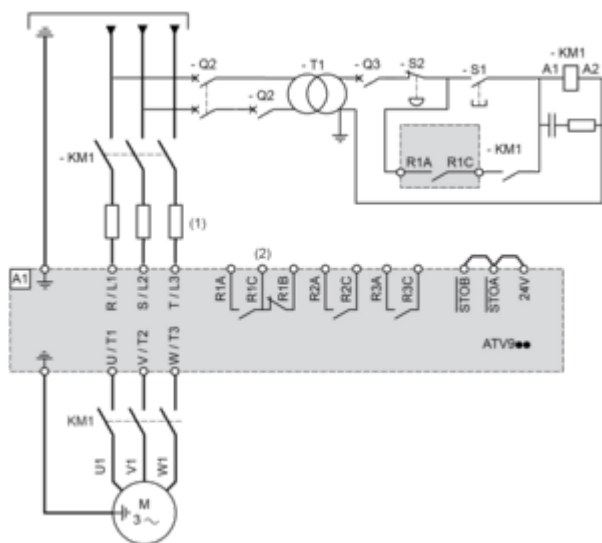 - Q2
- T1
- Q3
- S2
- S1
- KM1
A1
A2
- Q2
- KM1
R1A
R1C
- KM1
(1)
(2)
A1
R / L1
S / L2
T / L3
R1A
R1C
R1B
R2A
R2C
R3A
R3C
STOB
STOA
24V
U / T1
V / T2
W / T3
ATV9●●
KM1
U1
V1
W1
M
3 ~